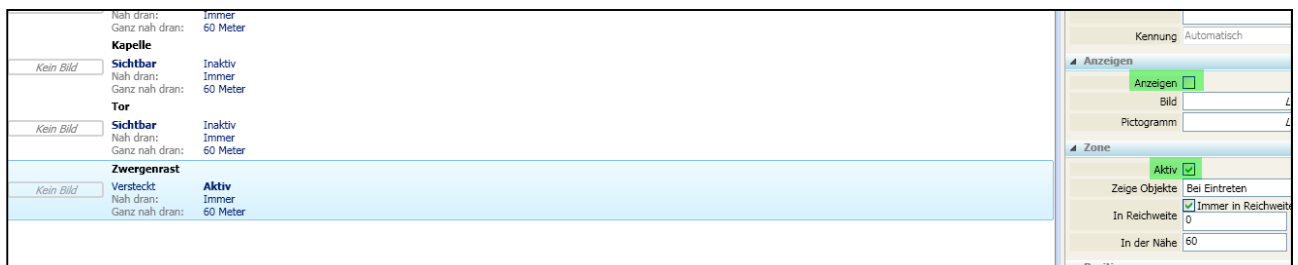 Nah dran: Immer
Ganz nah dran: 60 Meter
Kapelle
Kein Bild Sichtbar Inaktiv
Nah dran: Immer
Ganz nah dran: 60 Meter
Tor
Kein Bild Sichtbar Inaktiv
Nah dran: Immer
Ganz nah dran: 60 Meter
Zwergenrast
Kein Bild Versteckt Aktiv
Nah dran: Immer
Ganz nah dran: 60 Meter
Kennung Automatisch
Anzeigen
Anzeigen
Bild
Pictogramm
Zone
Aktiv
Zeige Objekte Bei Eintreten
Immer in Reichweite
In Reichweite 0
In der Nähe 60